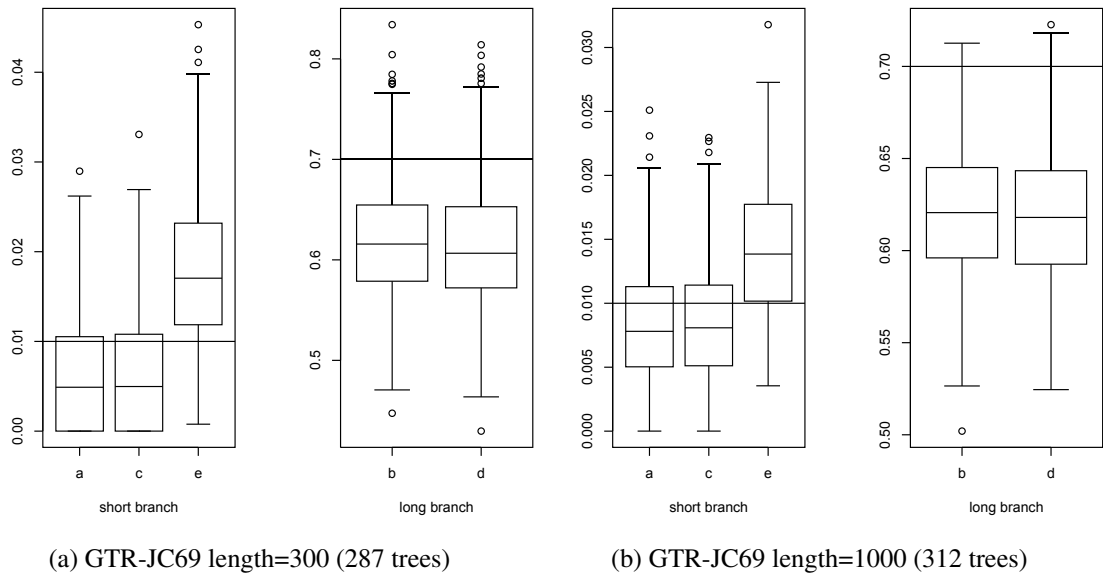 0.04
0.03
0.02
0.01
0.00
a c e
short branch
0.8
0.7
0.6
0.5
b d
long branch
0.030
0.025
0.020
0.015
0.010
0.005
0.000
a c e
short branch
0.70
0.65
0.60
0.55
0.50
b d
long branch
(a) GTR-JC69 length=300 (287 trees)
(b) GTR-JC69 length=1000 (312 trees)